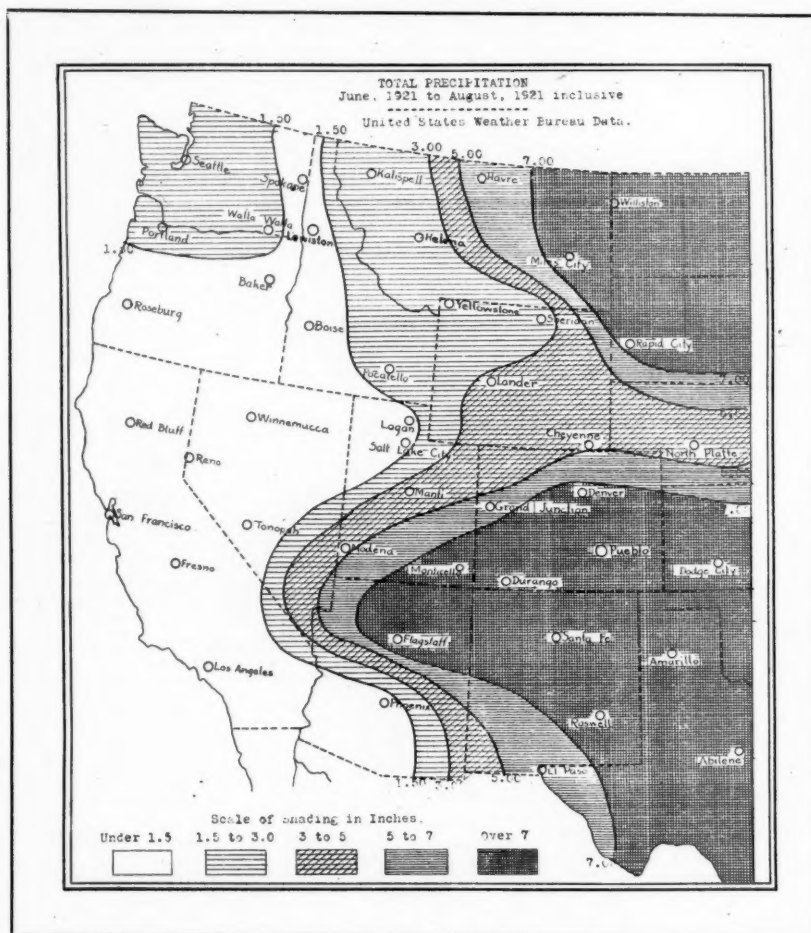 TOTAL PRECIPITATION
June, 1921 to August, 1921 inclusive
United States Weather Bureau Data.
1.50
1.50
3.00
5.00
7.00
Seattle
Spokane
Kalispell
Havre
Williston
Walla Walla
Portland
Lewiston
Helena
Miles City
Baker
Roseburg
Boise
Yellowstone
Sheridan
Rapid City
Pocatello
Lander
7.00
Red Bluff
Winnemucca
Logan
Salt Lake City
Cheyenne
North Platte
Reno
Manti
Denver
Grand Junction
San Francisco
Tonopah
Modena
Pueblo
Fresno
Monticello
Durango
Dodge City
Flagstaff
Santa Fe
Amarillo
Los Angeles
Phoenix
Roswell
Abilene
El Paso
1.50
5.00
Scale of Shading in Inches.
Under 1.5
1.5 to 3.0
3 to 5
5 to 7
Over 7